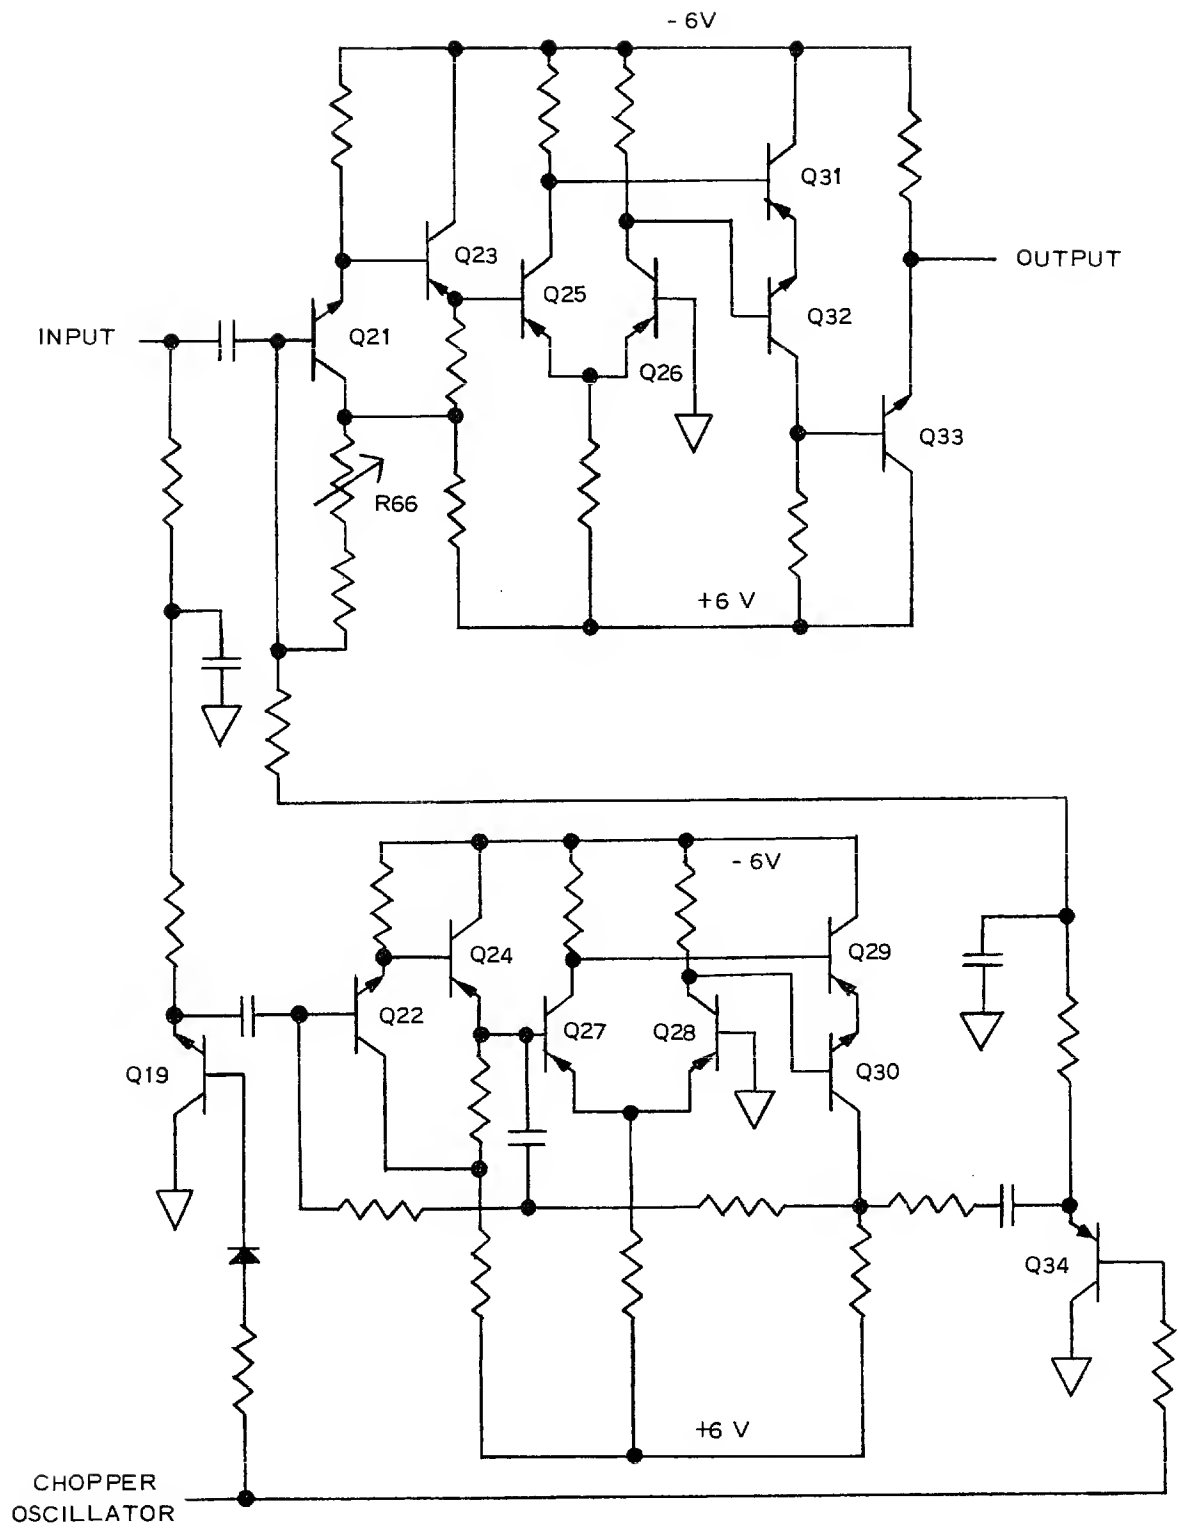 - 6V
Q31
Q23
OUTPUT
Q25
Q32
INPUT
Q21
Q26
Q33
R66
+6 V
- 6V
Q29
Q24
Q22
Q27
Q28
Q19
Q30
Q34
+6 V
CHOPPER
OSCILLATOR